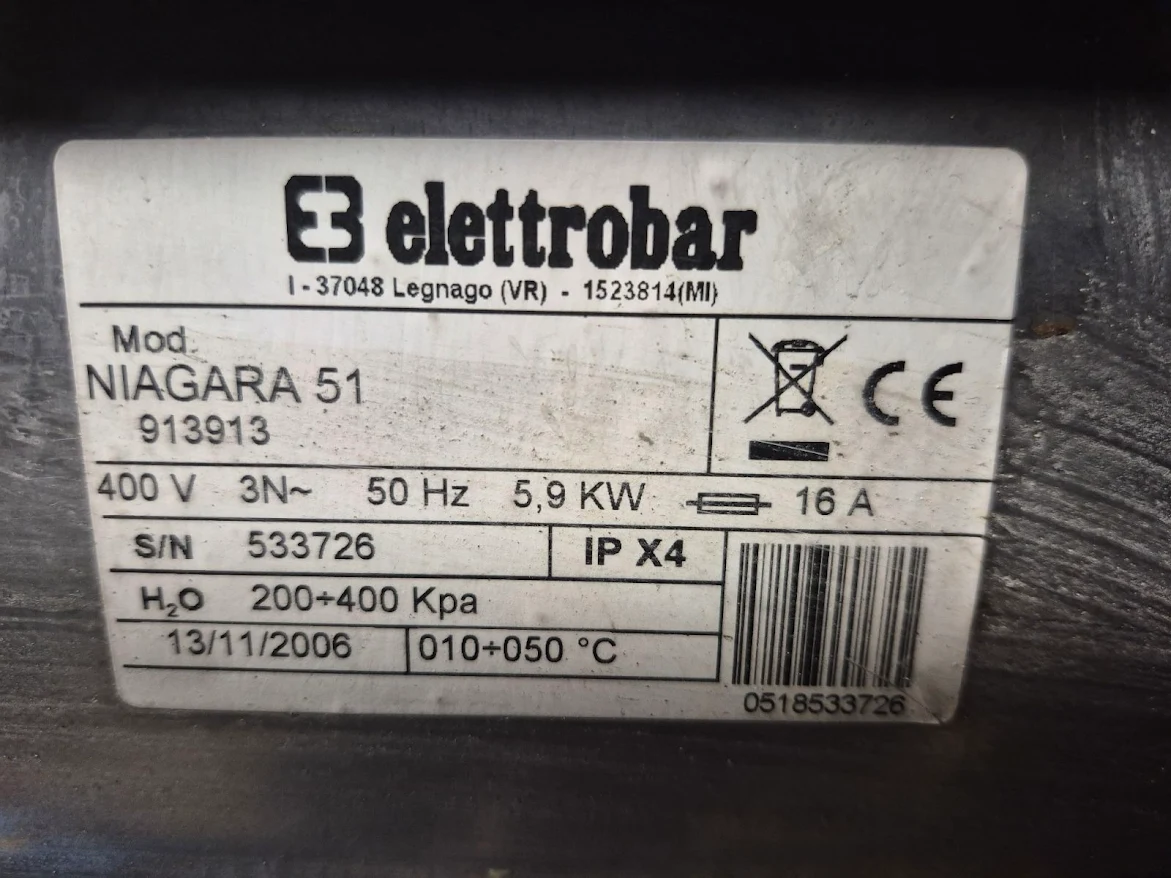 elettrobar
I - 37048 Legnago (VR) - 1523814(MI)
Mod.
NIAGARA 51
913913
CE
400 V 3N~ 50 Hz 5,9 KW 16 A
S/N 533726 IP X4
H₂O 200÷400 Kpa
13/11/2006 010÷050 °C
0518533726